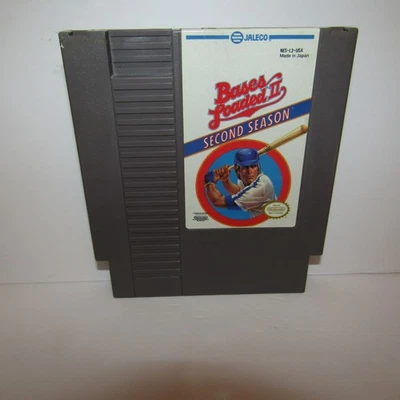 JALECO
NES-L2-USA
Made in Japan
Bases
Loaded II
SECOND SEASON